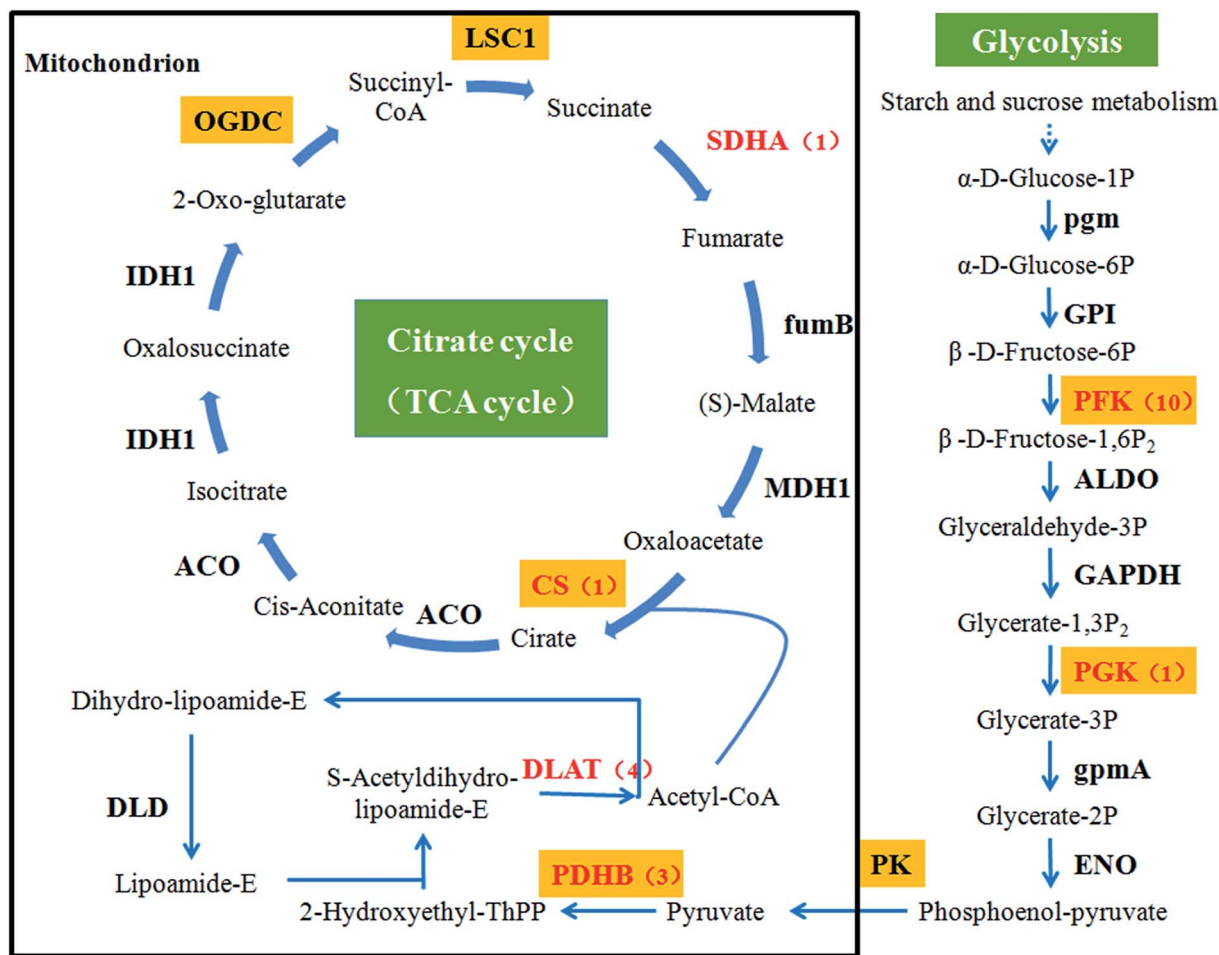 Mitochondrion
LSC1
Succinyl-
CoA
Succinate
OGDC
SDHA（1）
2-Oxo-glutarate
Fumarate
IDH1
fumB
Oxalosuccinate
Citrate cycle
（TCA cycle）
(S)-Malate
IDH1
MDH1
Isocitrate
Oxaloacetate
ACO
CS（1）
Cis-Aconitate
ACO
Cirate
Dihydro-lipoamide-E
S-Acetyldihydro-
lipoamide-E
DLAT（4）
Acetyl-CoA
DLD
Lipoamide-E
PDHB（3）
2-Hydroxyethyl-ThPP
Pyruvate
PK
Glycolysis
Starch and sucrose metabolism
α-D-Glucose-1P
pgm
α-D-Glucose-6P
GPI
β-D-Fructose-6P
PFK（10）
β-D-Fructose-1,6P₂
ALDO
Glyceraldehyde-3P
GAPDH
Glycerate-1,3P₂
PGK（1）
Glycerate-3P
gpmA
Glycerate-2P
ENO
Phosphoenol-pyruvate